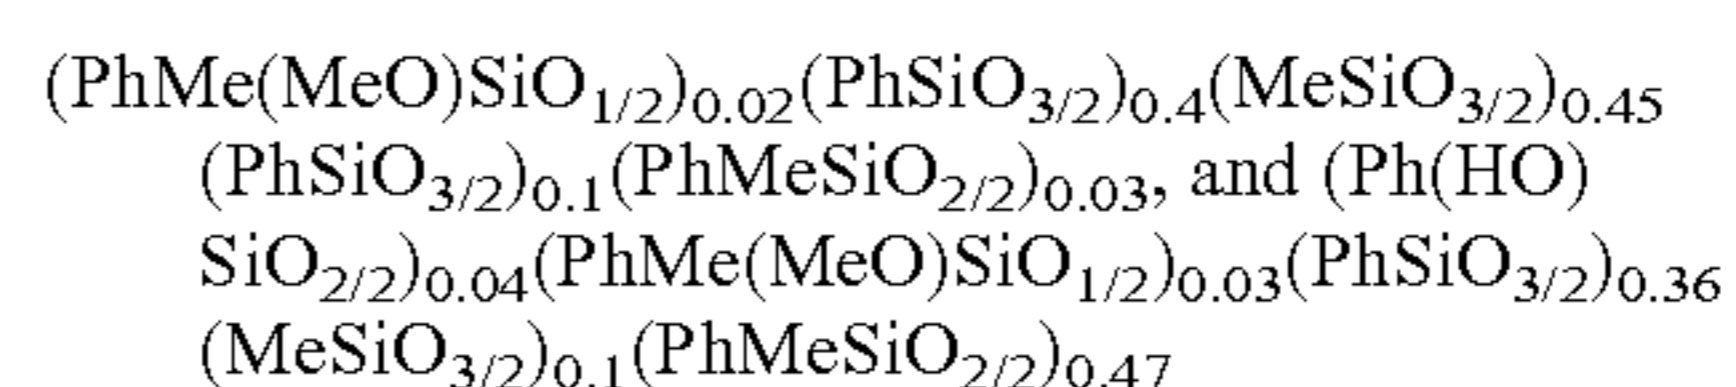 (PhMe(MeO)SiO₁/₂)₀.₀₂(PhSiO₃/₂)₀.₄(MeSiO₃/₂)₀.₄₅
(PhSiO₃/₂)₀.₁(PhMeSiO₂/₂)₀.₀₃, and (Ph(HO)
SiO₂/₂)₀.₀₄(PhMe(MeO)SiO₁/₂)₀.₀₃(PhSiO₃/₂)₀.₃₆
(MeSiO₃/₂)₀.₁(PhMeSiO₂/₂)₀.₄₇